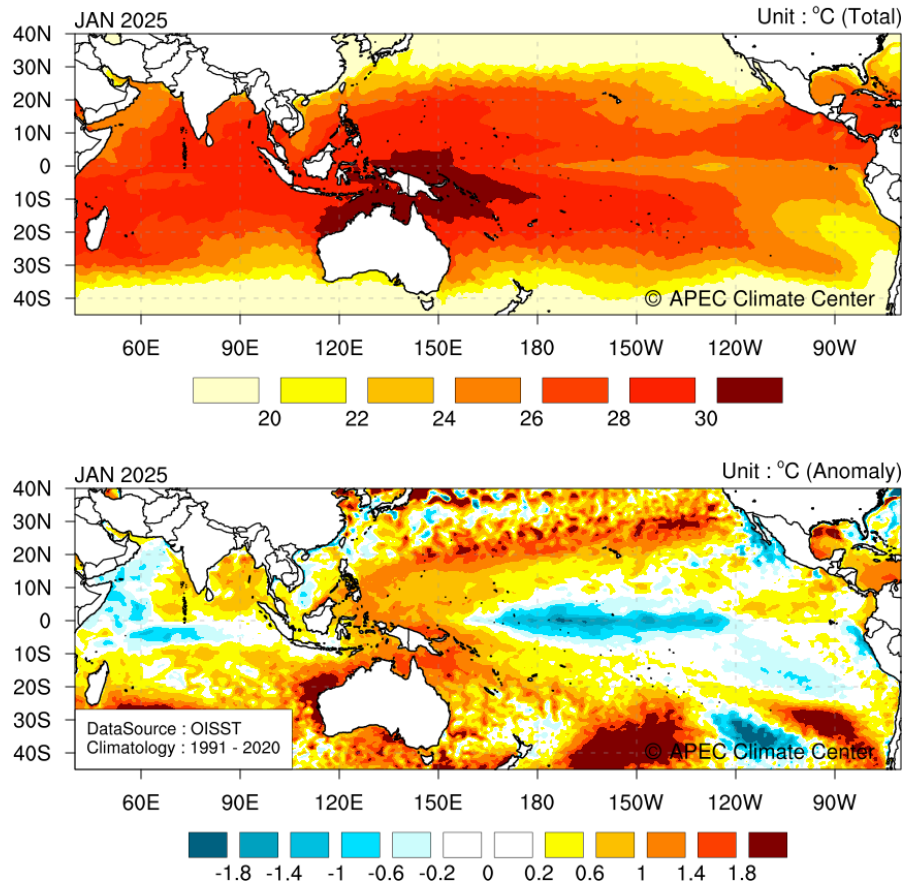 JAN 2025 Unit : °C (Total)
40N
30N
20N
10N
0
10S
20S
30S
40S
© APEC Climate Center
60E 90E 120E 150E 180 150W 120W 90W
20 22 24 26 28 30
JAN 2025 Unit : °C (Anomaly)
40N
30N
20N
10N
0
10S
20S
30S
40S
DataSource : OISST
Climatology : 1991 - 2020
© APEC Climate Center
60E 90E 120E 150E 180 150W 120W 90W
-1.8 -1.4 -1 -0.6 -0.2 0 0.2 0.6 1 1.4 1.8